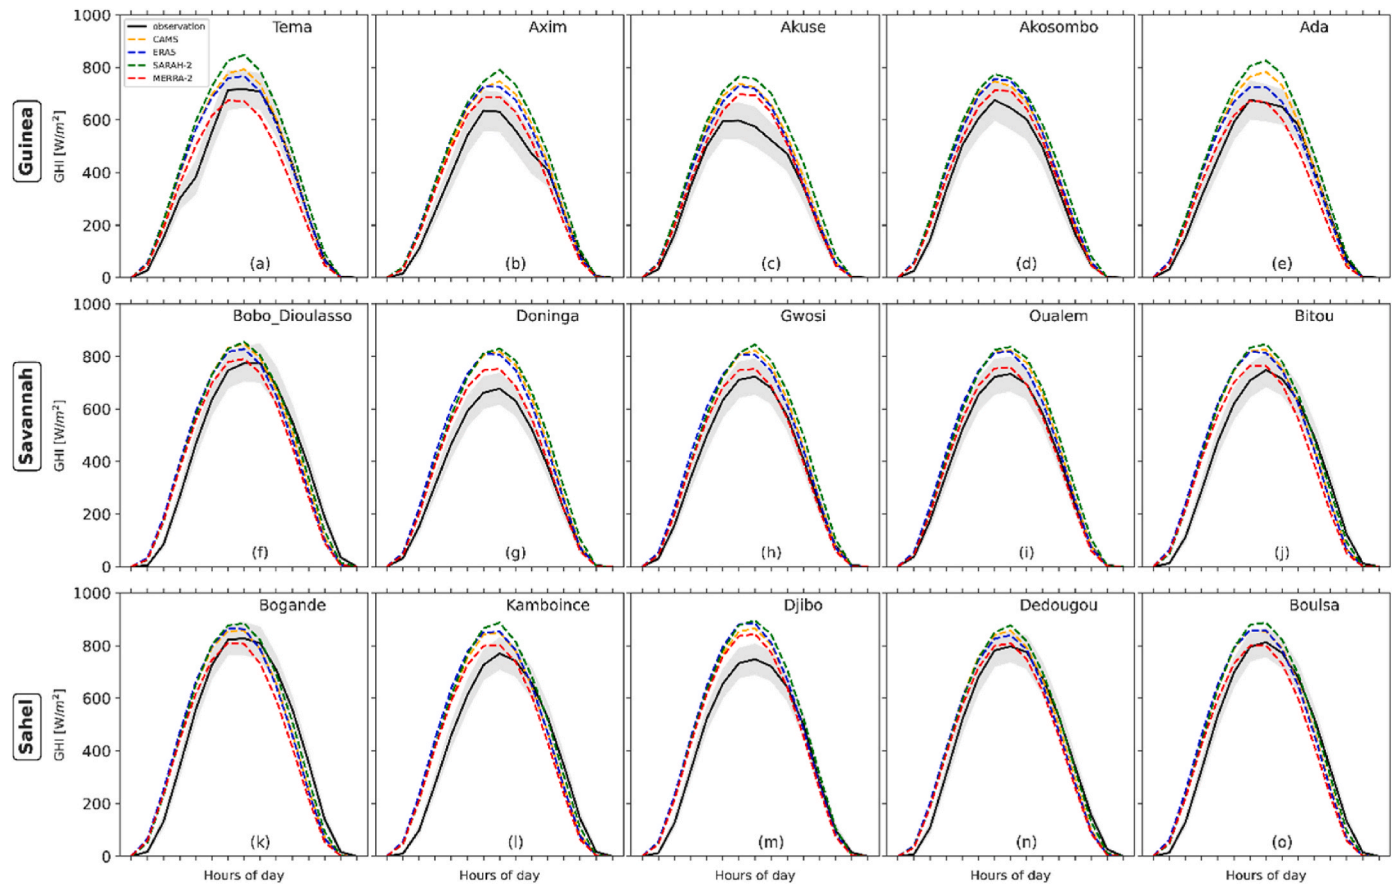 Tema
Axim
Akuse
Akosombo
Ada
observation
CAMS
ERA5
SARAH-2
MERRA-2
1000
800
600
400
200
0
Guinea
GHI [W/m²]
(a)
(b)
(c)
(d)
(e)
Bobo_Dioulasso
Doninga
Gwosi
Oualem
Bitou
1000
800
600
400
200
0
Savannah
GHI [W/m²]
(f)
(g)
(h)
(i)
(j)
Bogande
Kamboince
Djibo
Dedougou
Boulsa
1000
800
600
400
200
0
Sahel
GHI [W/m²]
(k)
(l)
(m)
(n)
(o)
Hours of day
Hours of day
Hours of day
Hours of day
Hours of day